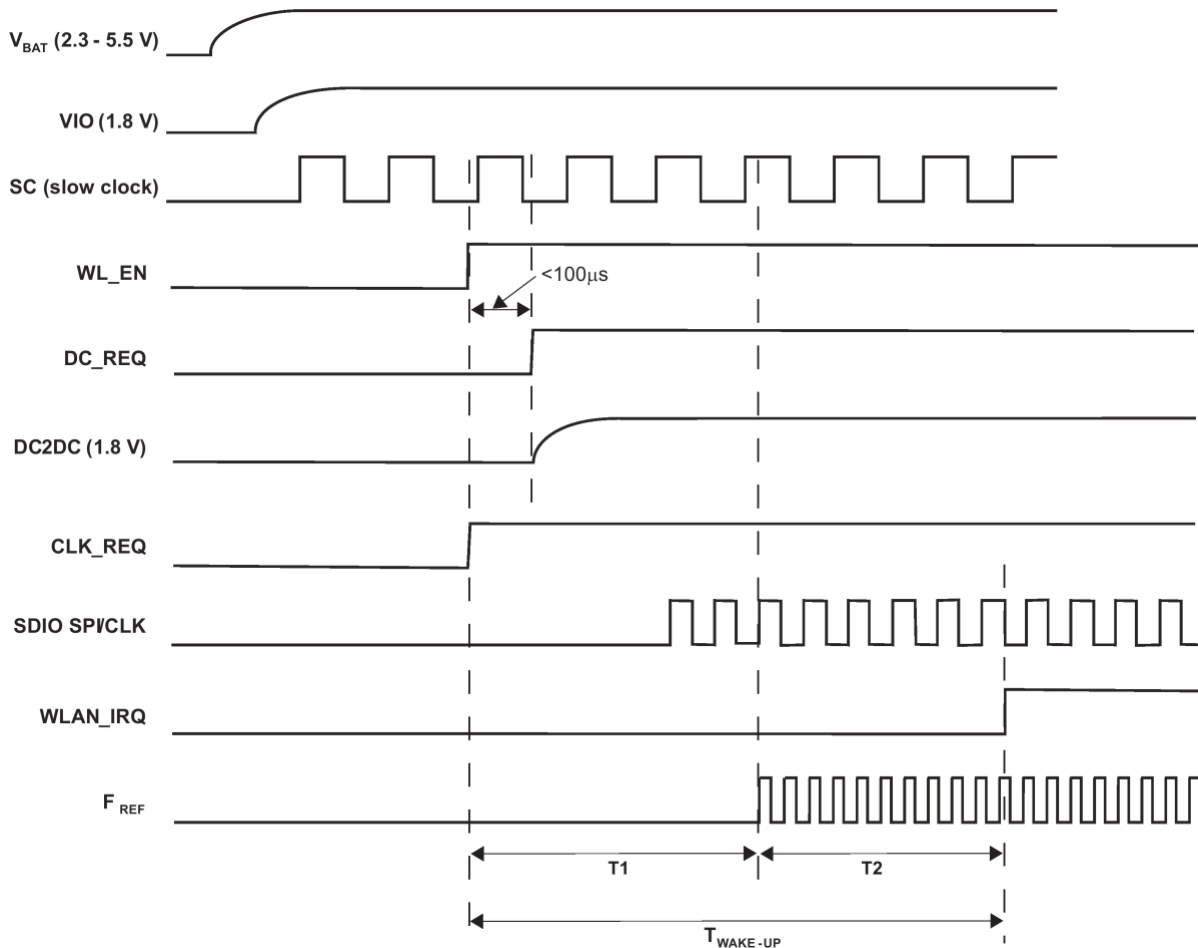 VBAT (2.3 - 5.5 V)
VIO (1.8 V)
SC (slow clock)
WL_EN
<100μs
DC_REQ
DC2DC (1.8 V)
CLK_REQ
SDIO SPI/CLK
WLAN_IRQ
F REF
T1
T2
TWAKE-UP